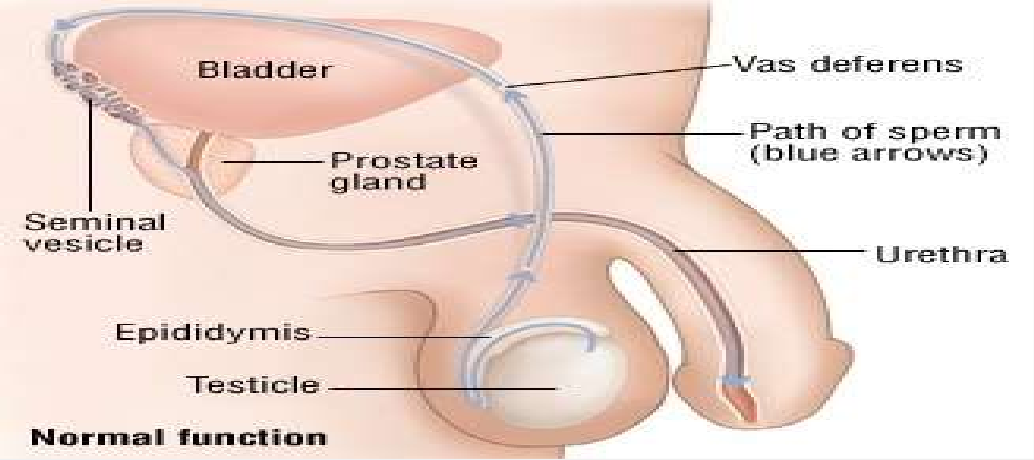 Bladder
Vas deferens
Path of sperm
(blue arrows)
Prostate
gland
Seminal
vesicle
Urethra
Epididymis
Testicle
Normal function